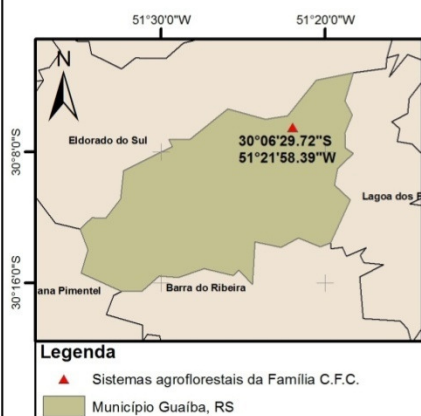 51°30'0"W
51°20'0"W
N
Eldorado do Sul
30°06'29.72"S
51°21'58.39"W
30°8'0"S
Lagoa dos
30°16'0"S
ana Pimentel
Barra do Ribeira
Legenda
Sistemas agroflorestais da Família C.F.C.
Município Guaíba, RS